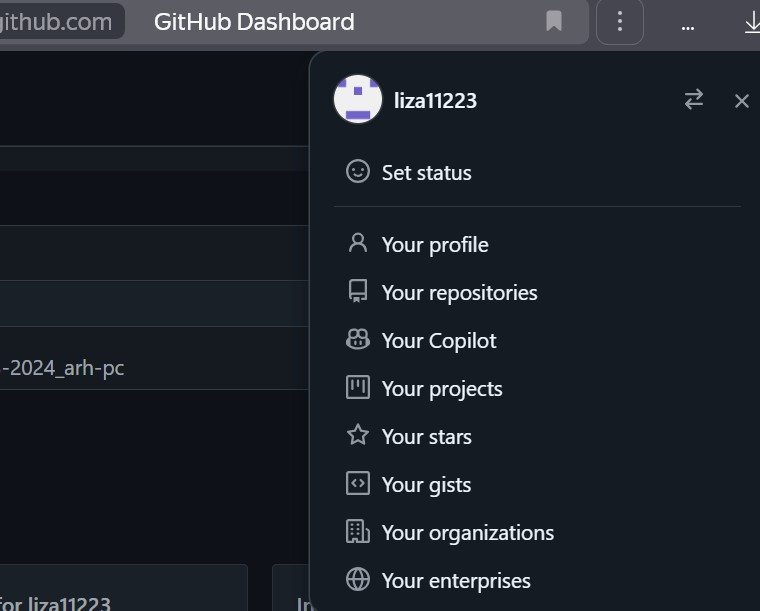 github.com GitHub Dashboard ...
liza11223
Set status
Your profile
Your repositories
Your Copilot
-2024_arh-pc
Your projects
Your stars
Your gists
Your organizations
Your enterprises
for liza11223